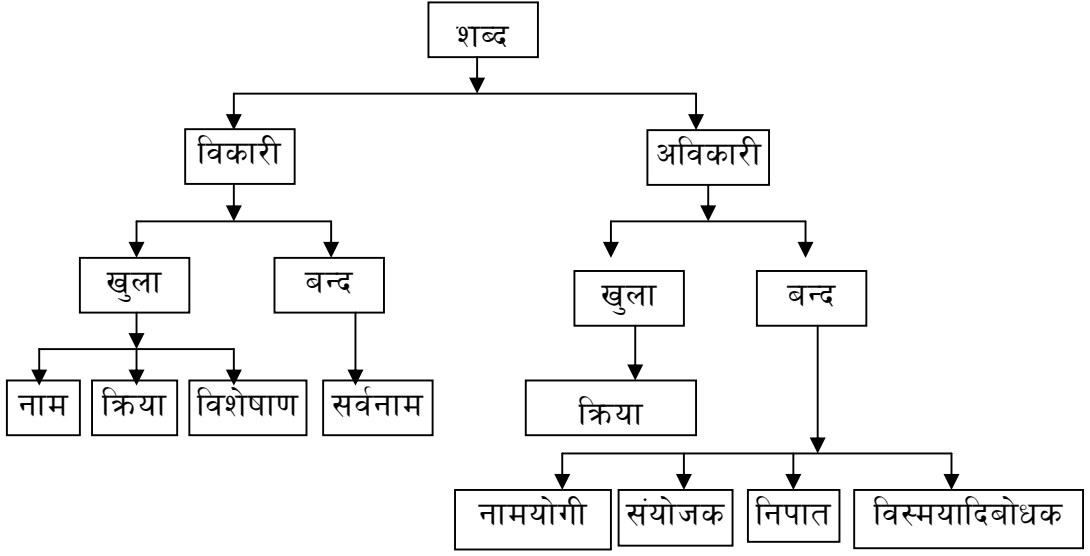 शब्द
विकारी
अविकारी
खुला
बन्द
खुला
बन्द
नाम
क्रिया
विशेषाण
सर्वनाम
क्रिया
नामयोगी
संयोजक
निपात
विस्मयादिबोधक